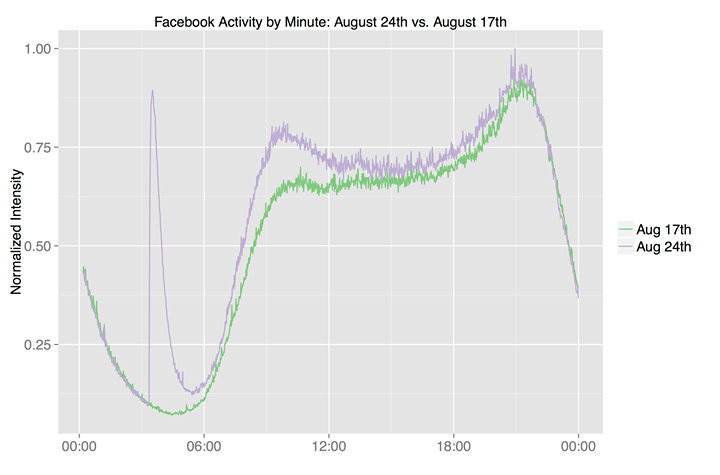 Facebook Activity by Minute: August 24th vs. August 17th
1.00
0.75
0.50
0.25
Normalized Intensity
00:00 06:00 12:00 18:00 00:00
Aug 17th
Aug 24th